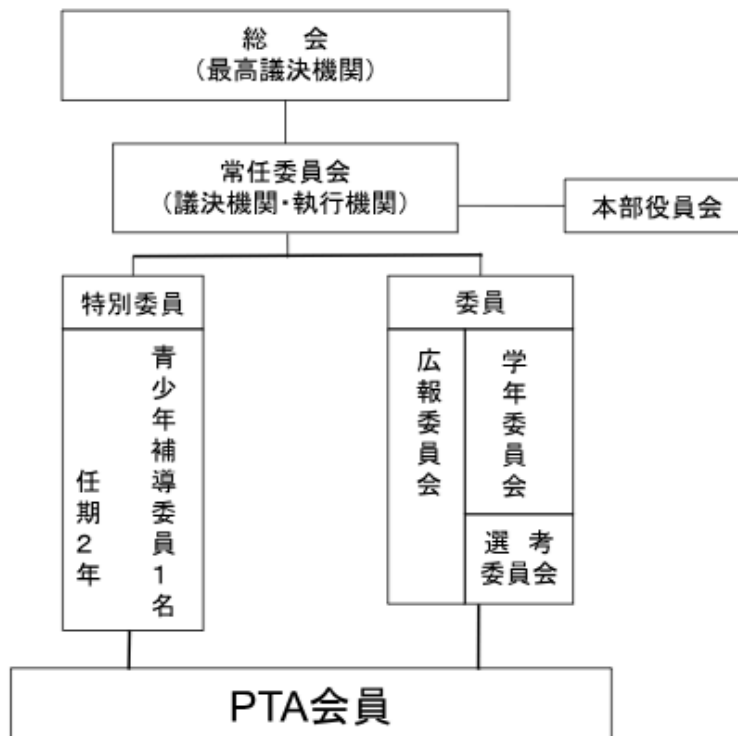 総　会
（最高議決機関）
常任委員会
（議決機関・執行機関）
本部役員会
特別委員
青少年補導委員1名
任期2年
委員
学年委員会
広報委員会
選　考
委員会
PTA会員